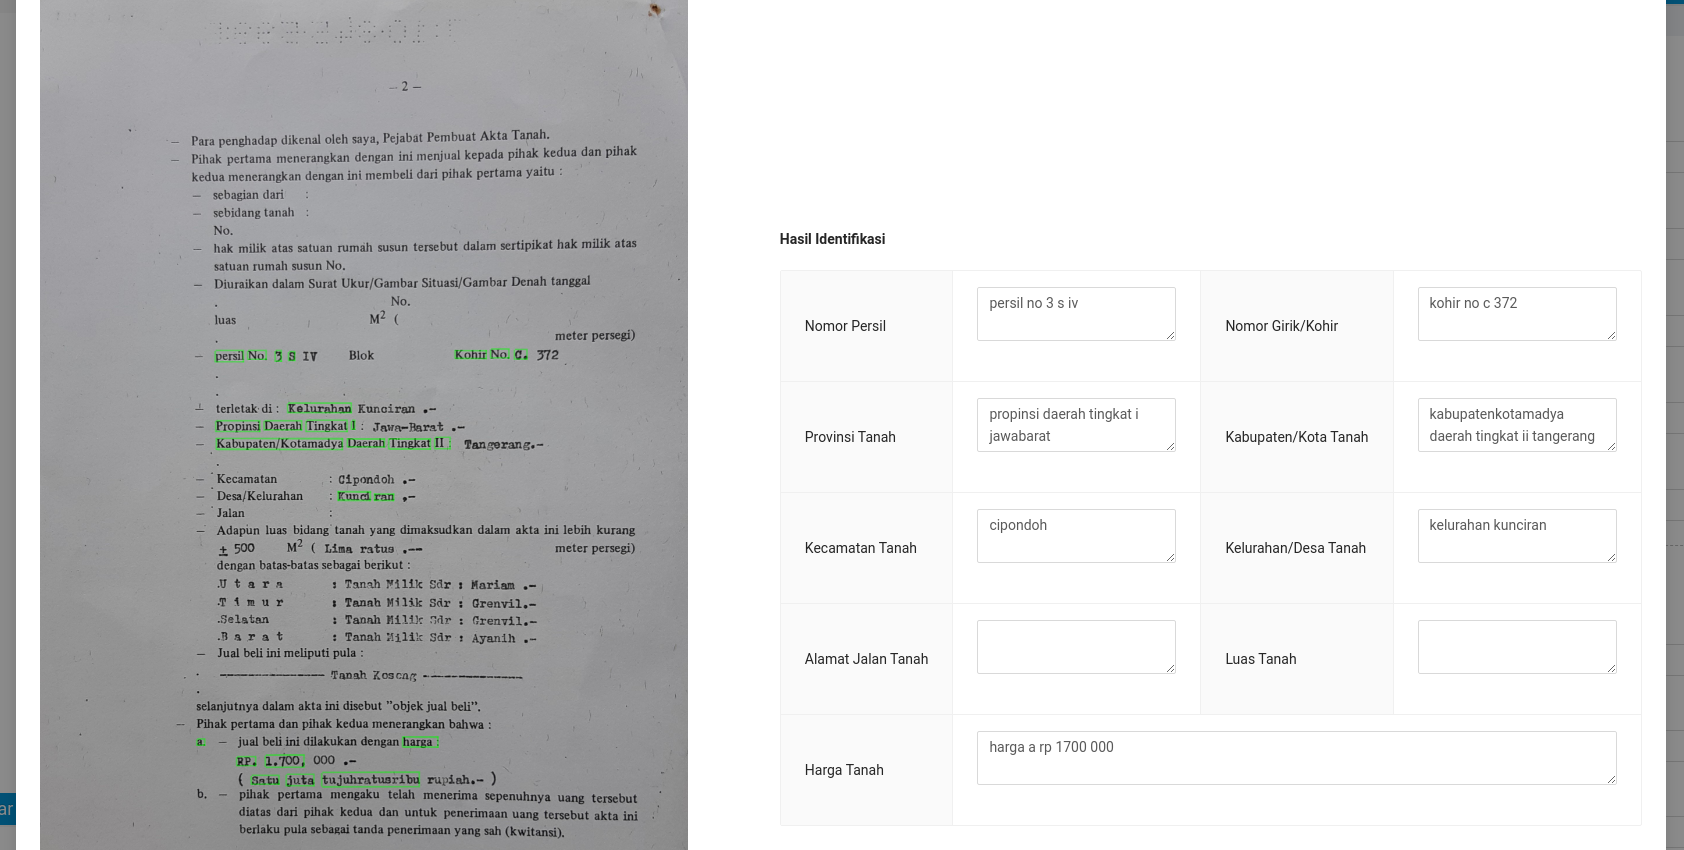 — 2 —
— Para penghadap dikenal oleh saya, Pejabat Pembuat Akta Tanah.
— Pihak pertama menerangkan dengan ini menjual kepada pihak kedua dan pihak
kedua menerangkan dengan ini membeli dari pihak pertama yaitu :
— sebagian dari :
— sebidang tanah :
No.
— hak milik atas satuan rumah susun tersebut dalam sertipikat hak milik atas
satuan rumah susun No.
— Diuraikan dalam Surat Ukur/Gambar Situasi/Gambar Denah tanggal
. No.
luas M2 (
. meter persegi)
— persil No. 3 S IV Blok Kohir No. C. 372
.
.
— terletak di : Kelurahan Kunciran .-
— Propinsi Daerah Tingkat I : Jawa-Barat .-
— Kabupaten/Kotamadya Daerah Tingkat II : Tangerang.-
.
— Kecamatan : Cipondoh .-
— Desa/Kelurahan : Kunciran .-
— Jalan :
— Adapun luas bidang tanah yang dimaksudkan dalam akta ini lebih kurang
± 500 M2 ( Lima ratus .-- meter persegi)
dengan batas-batas sebagai berikut :
.U t a r a : Tanah Milik Sdr : Mariam .-
.T i m u r : Tanah Milik Sdr : Grenvil.-
.Selatan : Tanah Milik Sdr : Grenvil.-
.B a r a t : Tanah Milik Sdr : Ayanih .-
— Jual beli ini meliputi pula :
. --------------- Tanah Kosong --------------
.
selanjutnya dalam akta ini disebut "objek jual beli".
— Pihak pertama dan pihak kedua menerangkan bahwa :
a. — jual beli ini dilakukan dengan harga :
RP. 1.700, 000 .-
( Satu juta tujuhratusribu rupiah.- )
b. — pihak pertama mengaku telah menerima sepenuhnya uang tersebut
diatas dari pihak kedua dan untuk penerimaan uang tersebut akta ini
berlaku pula sebagai tanda penerimaan yang sah (kwitansi).
ar
Hasil Identifikasi
Nomor Persil persil no 3 s iv Nomor Girik/Kohir kohir no c 372
Provinsi Tanah propinsi daerah tingkat i
jawabarat
Kabupaten/Kota Tanah kabupatenkotamadya
daerah tingkat ii tangerang
Kecamatan Tanah cipondoh Kelurahan/Desa Tanah kelurahan kunciran
Alamat Jalan Tanah Luas Tanah
Harga Tanah harga a rp 1700 000